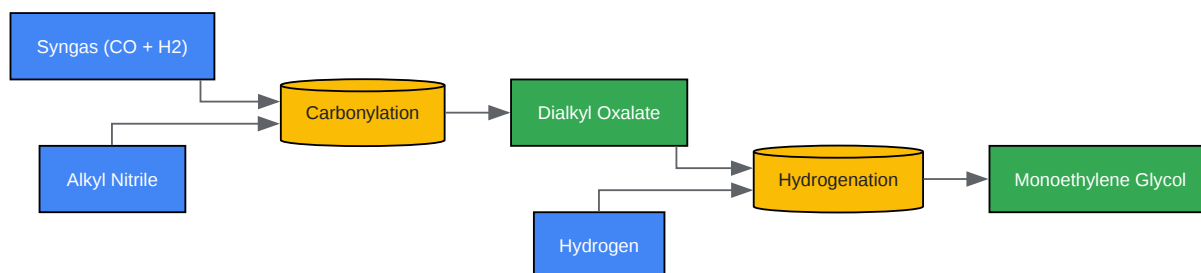 Syngas (CO + H2)
Carbonylation
Dialkyl Oxalate
Alkyl Nitrile
Hydrogenation
Monoethylene Glycol
Hydrogen